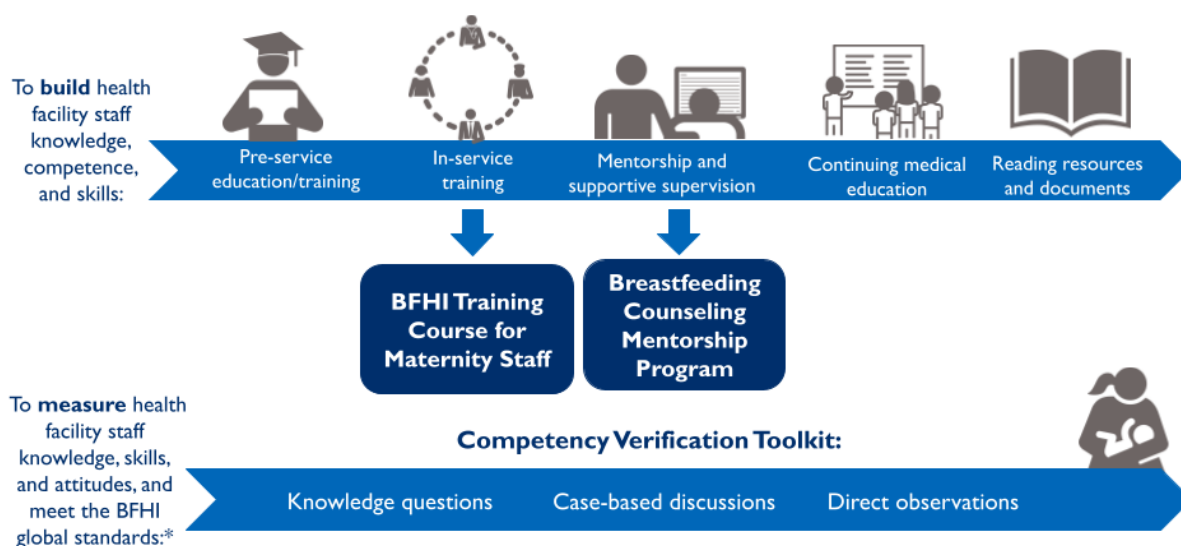 To build health
facility staff
knowledge,
competence,
and skills:
Pre-service
education/training
In-service
training
Mentorship and
supportive supervision
Continuing medical
education
Reading resources
and documents
BFHI Training
Course for
Maternity Staff
Breastfeeding
Counseling
Mentorship
Program
To measure health
facility staff
knowledge, skills,
and attitudes, and
meet the BFHI
global standards:*
Competency Verification Toolkit:
Knowledge questions
Case-based discussions
Direct observations